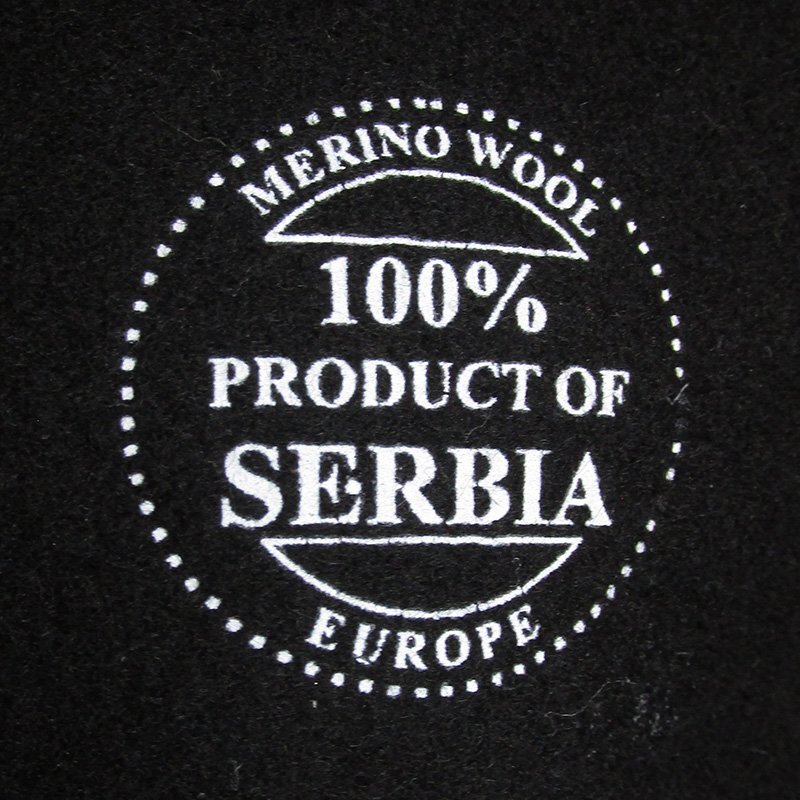 MERINO WOOL
100%
PRODUCT OF
SERBIA
EUROPE